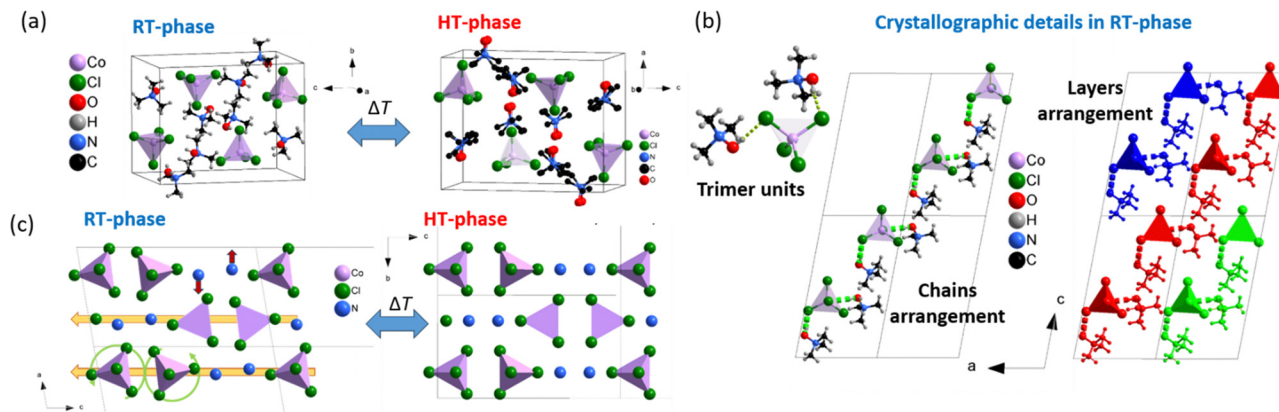 (a)
RT-phase
HT-phase
Co
Cl
O
H
N
C
b
c
a
ΔT
a
b
c
Co
Cl
N
C
O
(b)
Crystallographic details in RT-phase
Trimer units
Layers
arrangement
Co
Cl
O
H
N
C
Chains
arrangement
c
a
(c)
RT-phase
HT-phase
c
b
Co
Cl
N
ΔT
a
c